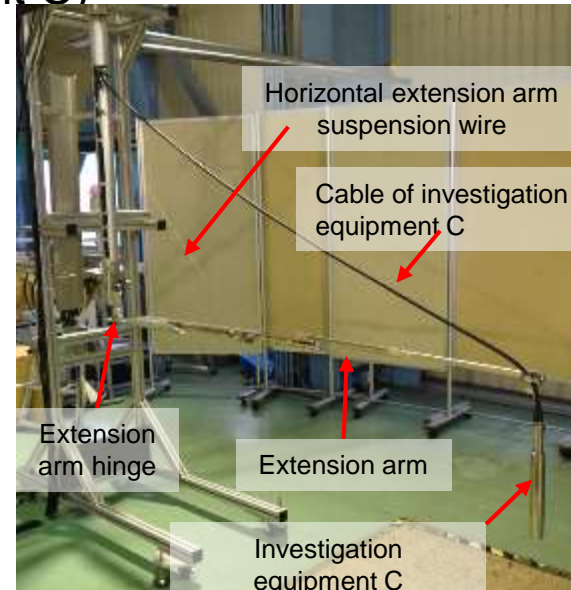 Horizontal extension arm
suspension wire
Cable of investigation
equipment C
Extension
arm hinge
Extension arm
Investigation
equipment C